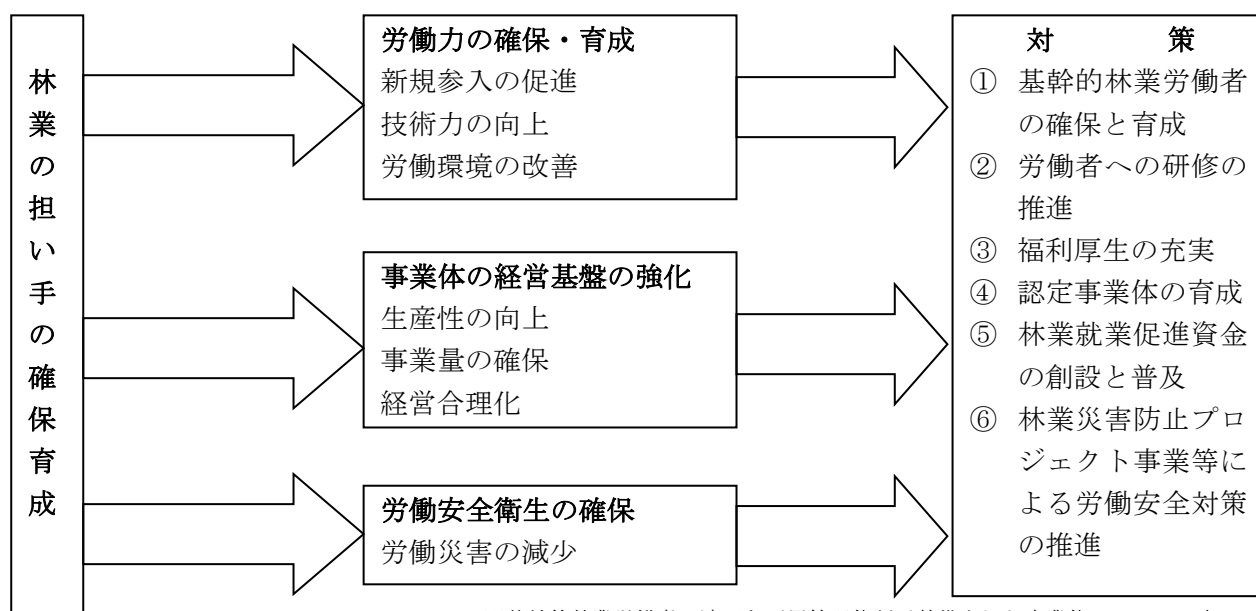 林業の担い手の確保育成
労働力の確保・育成
新規参入の促進
技術力の向上
労働環境の改善
事業体の経営基盤の強化
生産性の向上
事業量の確保
経営合理化
労働安全衛生の確保
労働災害の減少
対　　　　策
① 基幹的林業労働者
の確保と育成
② 労働者への研修の
推進
③ 福利厚生の充実
④ 認定事業体の育成
⑤ 林業就業促進資金
の創設と普及
⑥ 林業災害防止プロ
ジェクト事業等に
よる労働安全対策
の推進